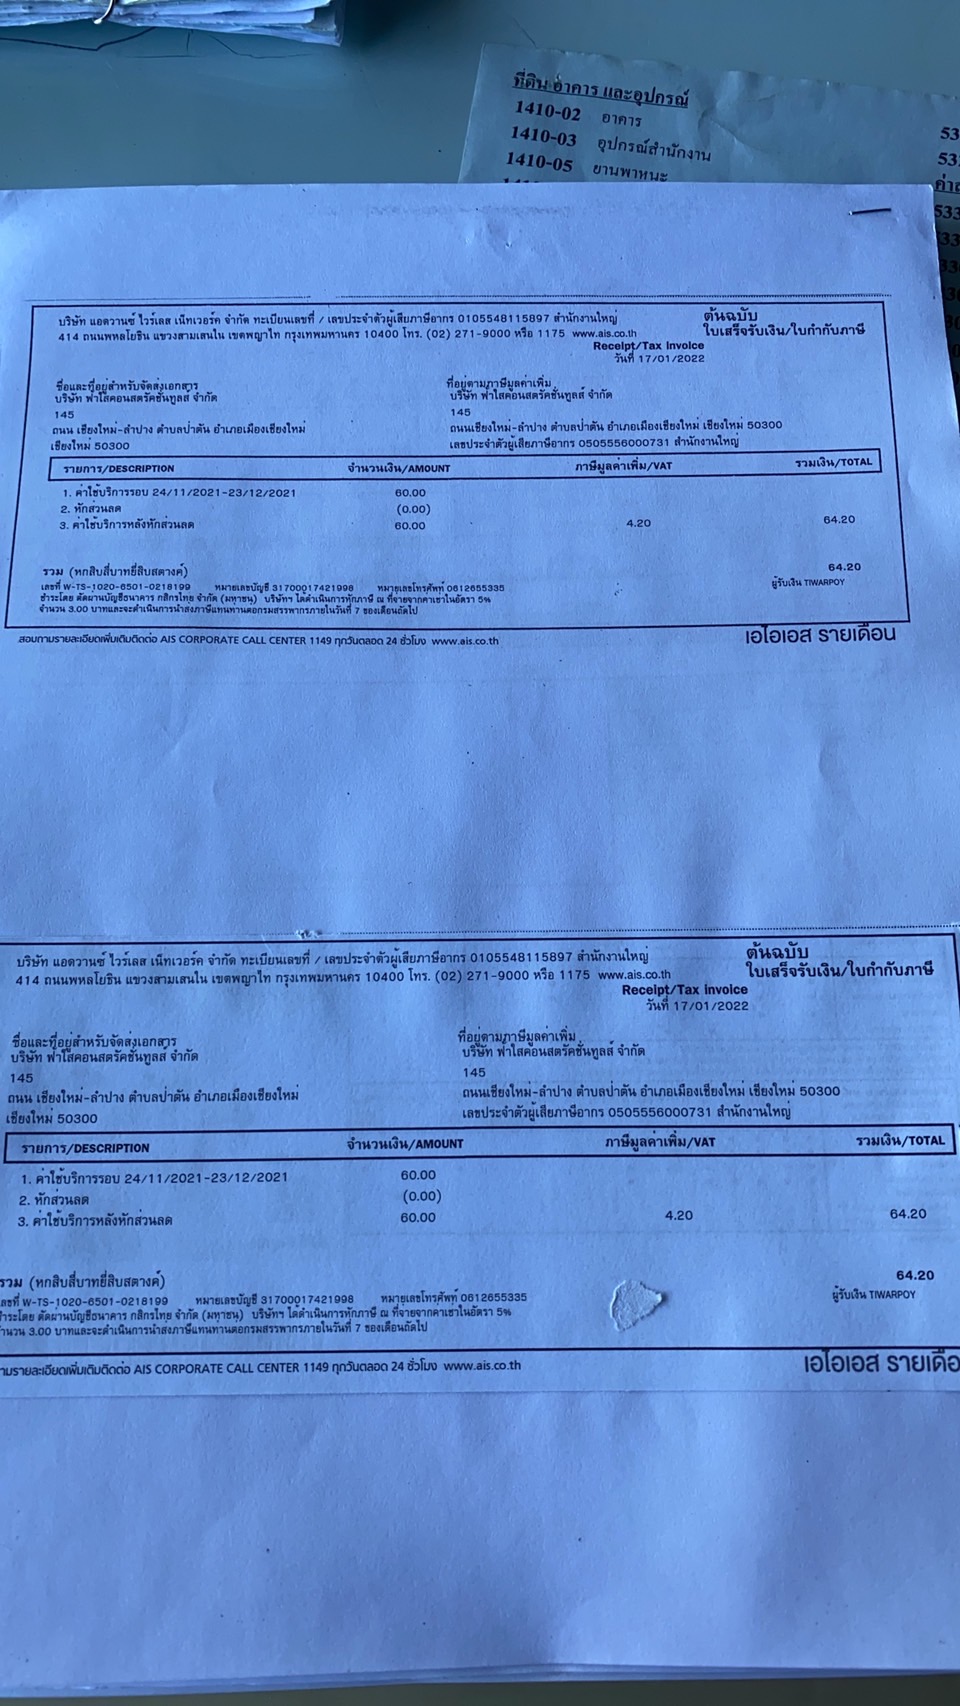 ที่ดิน อาคาร และอุปกรณ์
1410-02 อาคาร
1410-03 อุปกรณ์สำนักงาน
1410-05 ยานพาหนะ
53
53
533
บริษัท แอดวานซ์ ไวร์เลส เน็ทเวอร์ค จำกัด ทะเบียนเลขที่ / เลขประจำตัวผู้เสียภาษีอากร 0105548115897 สำนักงานใหญ่
414 ถนนพหลโยธิน แขวงสามเสนใน เขตพญาไท กรุงเทพมหานคร 10400 โทร. (02) 271-9000 หรือ 1175 www.ais.co.th
ต้นฉบับ
ใบเสร็จรับเงิน/ใบกำกับภาษี
Receipt/Tax Invoice
วันที่ 17/01/2022
ชื่อและที่อยู่สำหรับจัดส่งเอกสาร
บริษัท ฟ้าใสคอนสตรัคชั่นทูลส์ จำกัด
145
ถนน เชียงใหม่-ลำปาง ตำบลป่าตัน อำเภอเมืองเชียงใหม่
เชียงใหม่ 50300
ที่อยู่ตามภาษีมูลค่าเพิ่ม
บริษัท ฟ้าใสคอนสตรัคชั่นทูลส์ จำกัด
145
ถนนเชียงใหม่-ลำปาง ตำบลป่าตัน อำเภอเมืองเชียงใหม่ เชียงใหม่ 50300
เลขประจำตัวผู้เสียภาษีอากร 0505556000731 สำนักงานใหญ่
รายการ/DESCRIPTION จำนวนเงิน/AMOUNT ภาษีมูลค่าเพิ่ม/VAT รวมเงิน/TOTAL
1. ค่าใช้บริการรอบ 24/11/2021-23/12/2021 60.00
2. หักส่วนลด (0.00)
3. ค่าใช้บริการหลังหักส่วนลด 60.00 4.20 64.20
รวม (หกสิบสี่บาทยี่สิบสตางค์) 64.20
เลขที่ W-TS-1020-6501-0218199 หมายเลขบัญชี 31700017421998 หมายเลขโทรศัพท์ 0612655335 ผู้รับเงิน TIWARPOY
ชำระโดย ตัดผ่านบัญชีธนาคาร กสิกรไทย จำกัด (มหาชน) บริษัทฯ ได้ดำเนินการหักภาษี ณ ที่จ่ายจากค่าเช่าในอัตรา 5%
จำนวน 3.00 บาทและจะดำเนินการนำส่งภาษีแทนท่านต่อกรมสรรพากรภายในวันที่ 7 ของเดือนถัดไป
สอบถามรายละเอียดเพิ่มเติมติดต่อ AIS CORPORATE CALL CENTER 1149 ทุกวันตลอด 24 ชั่วโมง www.ais.co.th
เอไอเอส รายเดือน
บริษัท แอดวานซ์ ไวร์เลส เน็ทเวอร์ค จำกัด ทะเบียนเลขที่ / เลขประจำตัวผู้เสียภาษีอากร 0105548115897 สำนักงานใหญ่
414 ถนนพหลโยธิน แขวงสามเสนใน เขตพญาไท กรุงเทพมหานคร 10400 โทร. (02) 271-9000 หรือ 1175 www.ais.co.th
ต้นฉบับ
ใบเสร็จรับเงิน/ใบกำกับภาษี
Receipt/Tax Invoice
วันที่ 17/01/2022
ชื่อและที่อยู่สำหรับจัดส่งเอกสาร
บริษัท ฟ้าใสคอนสตรัคชั่นทูลส์ จำกัด
145
ถนน เชียงใหม่-ลำปาง ตำบลป่าตัน อำเภอเมืองเชียงใหม่
เชียงใหม่ 50300
ที่อยู่ตามภาษีมูลค่าเพิ่ม
บริษัท ฟ้าใสคอนสตรัคชั่นทูลส์ จำกัด
145
ถนนเชียงใหม่-ลำปาง ตำบลป่าตัน อำเภอเมืองเชียงใหม่ เชียงใหม่ 50300
เลขประจำตัวผู้เสียภาษีอากร 0505556000731 สำนักงานใหญ่
รายการ/DESCRIPTION จำนวนเงิน/AMOUNT ภาษีมูลค่าเพิ่ม/VAT รวมเงิน/TOTAL
1. ค่าใช้บริการรอบ 24/11/2021-23/12/2021 60.00
2. หักส่วนลด (0.00)
3. ค่าใช้บริการหลังหักส่วนลด 60.00 4.20 64.20
รวม (หกสิบสี่บาทยี่สิบสตางค์) 64.20
ลขที่ W-TS-1020-6501-0218199 หมายเลขบัญชี 31700017421998 หมายเลขโทรศัพท์ 0612655335 ผู้รับเงิน TIWARPOY
ำระโดย ตัดผ่านบัญชีธนาคาร กสิกรไทย จำกัด (มหาชน) บริษัทฯ ได้ดำเนินการหักภาษี ณ ที่จ่ายจากค่าเช่าในอัตรา 5%
ำนวน 3.00 บาทและจะดำเนินการนำส่งภาษีแทนท่านต่อกรมสรรพากรภายในวันที่ 7 ของเดือนถัดไป
ามรายละเอียดเพิ่มเติมติดต่อ AIS CORPORATE CALL CENTER 1149 ทุกวันตลอด 24 ชั่วโมง www.ais.co.th
เอไอเอส รายเดือ